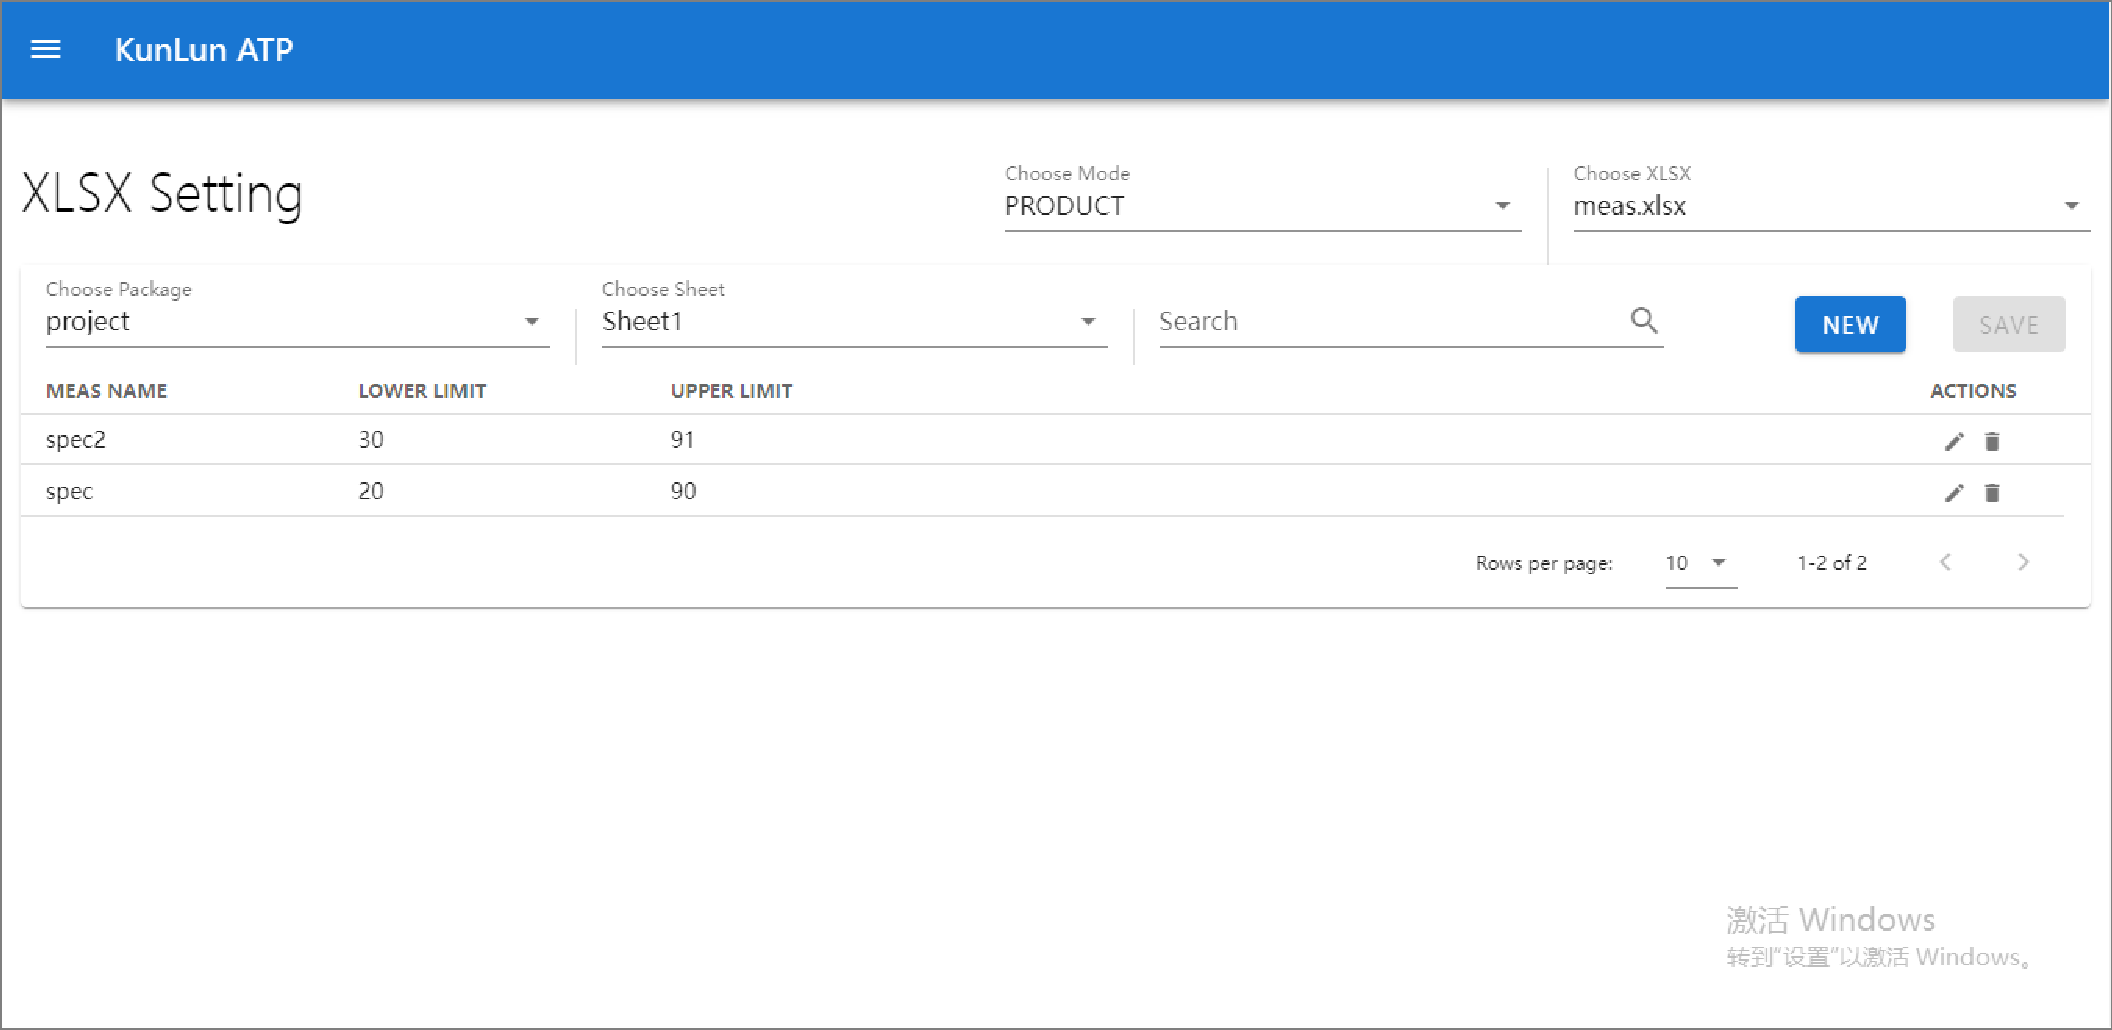 KunLun ATP
XLSX Setting
Choose Mode
PRODUCT
Choose XLSX
meas.xlsx
Choose Package
project
Choose Sheet
Sheet1
Search
NEW
SAVE
MEAS NAME LOWER LIMIT UPPER LIMIT ACTIONS
spec2 30 91
spec 20 90
Rows per page: 10 1-2 of 2
激活 Windows
转到"设置"以激活 Windows。